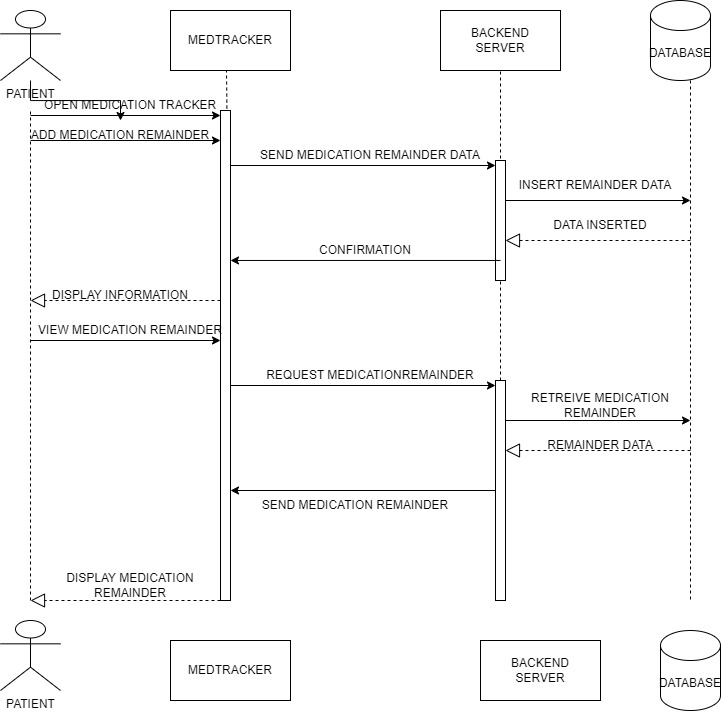 MEDTRACKER
BACKEND
SERVER
DATABASE
PATIENT
OPEN MEDICATION TRACKER
ADD MEDICATION REMAINDER
SEND MEDICATION REMAINDER DATA
INSERT REMAINDER DATA
DATA INSERTED
CONFIRMATION
DISPLAY INFORMATION
VIEW MEDICATION REMAINDER
REQUEST MEDICATIONREMAINDER
RETREIVE MEDICATION
REMAINDER
REMAINDER DATA
SEND MEDICATION REMAINDER
DISPLAY MEDICATION
REMAINDER
PATIENT
MEDTRACKER
BACKEND
SERVER
DATABASE